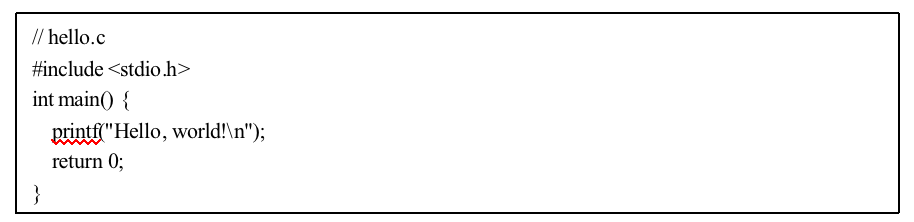 // hello.c
#include <stdio.h>
int main() {
printf("Hello, world!\n");
return 0;
}